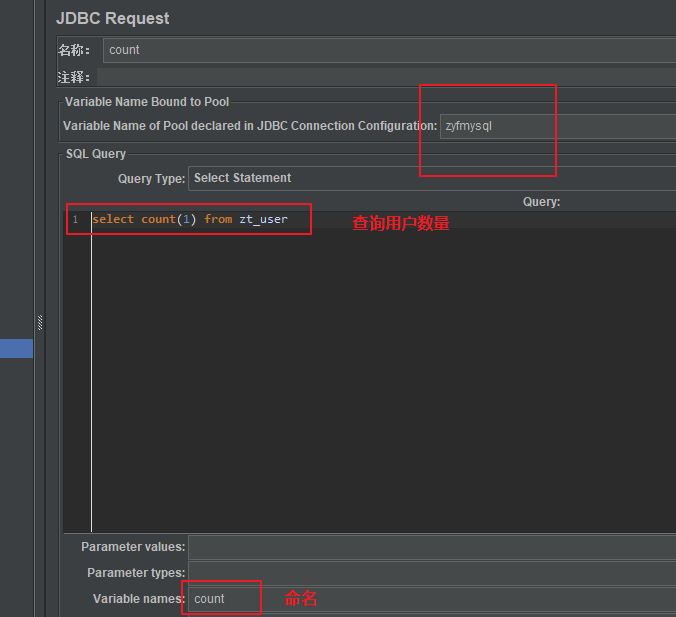 JDBC Request
名称： count
注释：
Variable Name Bound to Pool
Variable Name of Pool declared in JDBC Connection Configuration: zyfmysql
SQL Query
Query Type: Select Statement
Query:
1 select count(1) from zt_user 查询用户数量
Parameter values:
Parameter types:
Variable names: count 命名